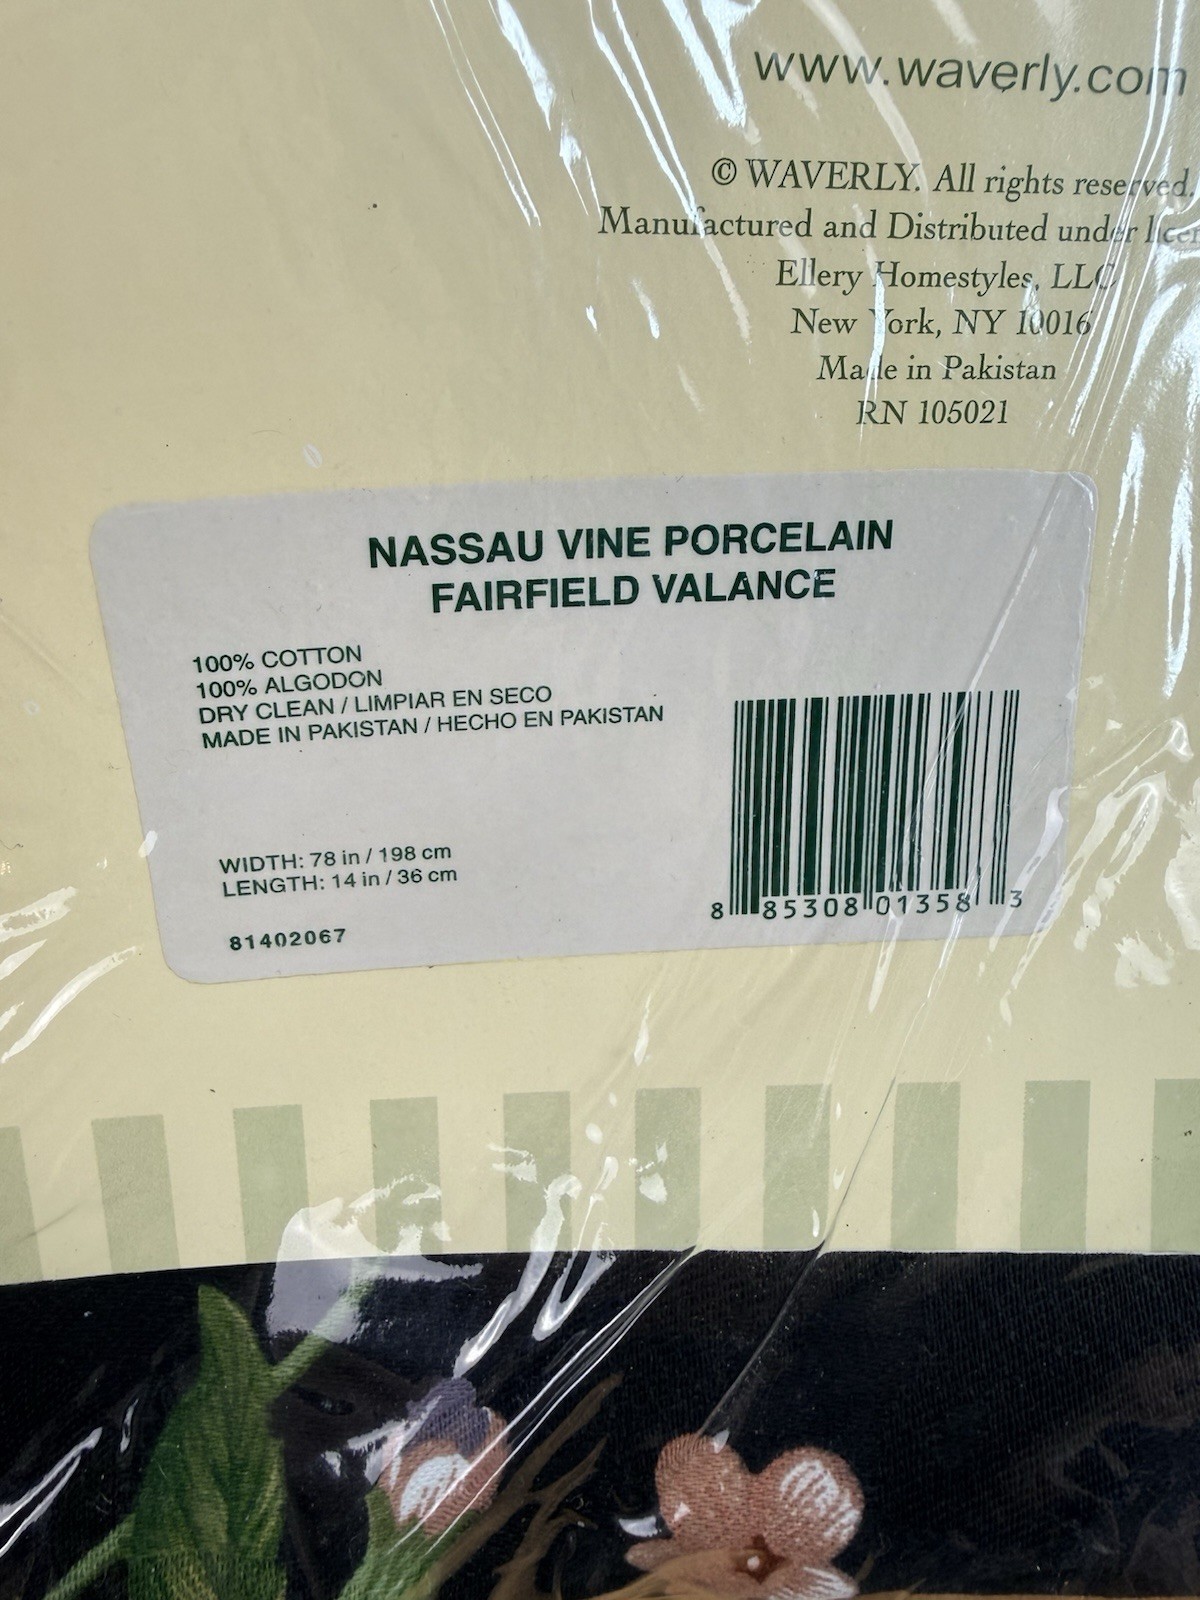 www.waverly.com
© WAVERLY. All rights reserved.
Manufactured and Distributed under
Ellery Homestyles, LLC
New York, NY 10016
Made in Pakistan
RN 105021
NASSAU VINE PORCELAIN
FAIRFIELD VALANCE
100% COTTON
100% ALGODON
DRY CLEAN / LIMPIAR EN SECO
MADE IN PAKISTAN / HECHO EN PAKISTAN
WIDTH: 78 in / 198 cm
LENGTH: 14 in / 36 cm
81402067
8 85308 01358 3